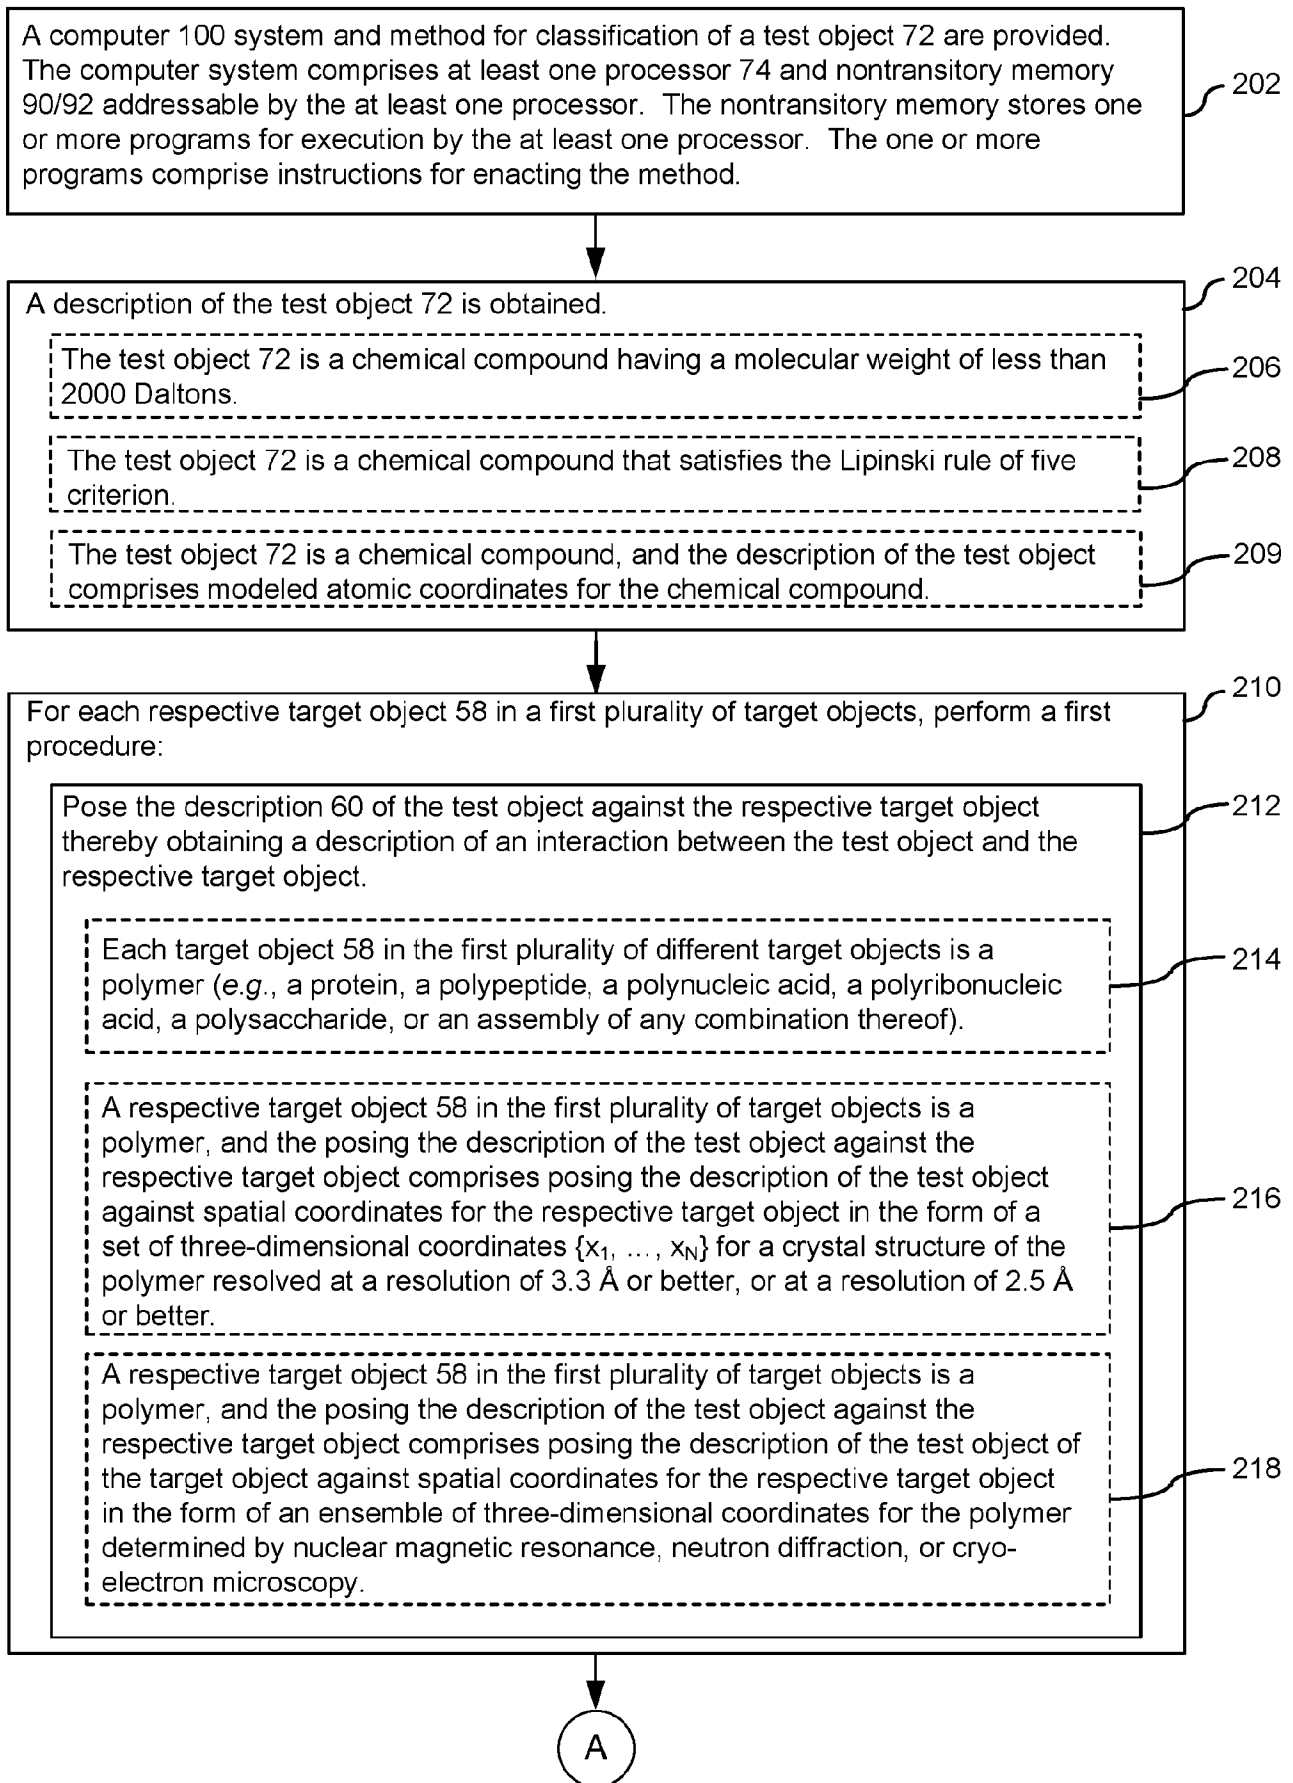 A computer 100 system and method for classification of a test object 72 are provided.
The computer system comprises at least one processor 74 and nontransitory memory
90/92 addressable by the at least one processor.  The nontransitory memory stores one
or more programs for execution by the at least one processor.  The one or more
programs comprise instructions for enacting the method.
202
A description of the test object 72 is obtained.
204
The test object 72 is a chemical compound having a molecular weight of less than
2000 Daltons.
206
The test object 72 is a chemical compound that satisfies the Lipinski rule of five
criterion.
208
The test object 72 is a chemical compound, and the description of the test object
comprises modeled atomic coordinates for the chemical compound.
209
For each respective target object 58 in a first plurality of target objects, perform a first
procedure:
210
Pose the description 60 of the test object against the respective target object
thereby obtaining a description of an interaction between the test object and the
respective target object.
212
Each target object 58 in the first plurality of different target objects is a
polymer (e.g., a protein, a polypeptide, a polynucleic acid, a polyribonucleic
acid, a polysaccharide, or an assembly of any combination thereof).
214
A respective target object 58 in the first plurality of target objects is a
polymer, and the posing the description of the test object against the
respective target object comprises posing the description of the test object
against spatial coordinates for the respective target object in the form of a
set of three-dimensional coordinates {x₁, ... , x_N} for a crystal structure of the
polymer resolved at a resolution of 3.3 Å or better, or at a resolution of 2.5 Å
or better.
216
A respective target object 58 in the first plurality of target objects is a
polymer, and the posing the description of the test object against the
respective target object comprises posing the description of the test object of
the target object against spatial coordinates for the respective target object
in the form of an ensemble of three-dimensional coordinates for the polymer
determined by nuclear magnetic resonance, neutron diffraction, or cryo-
electron microscopy.
218
A